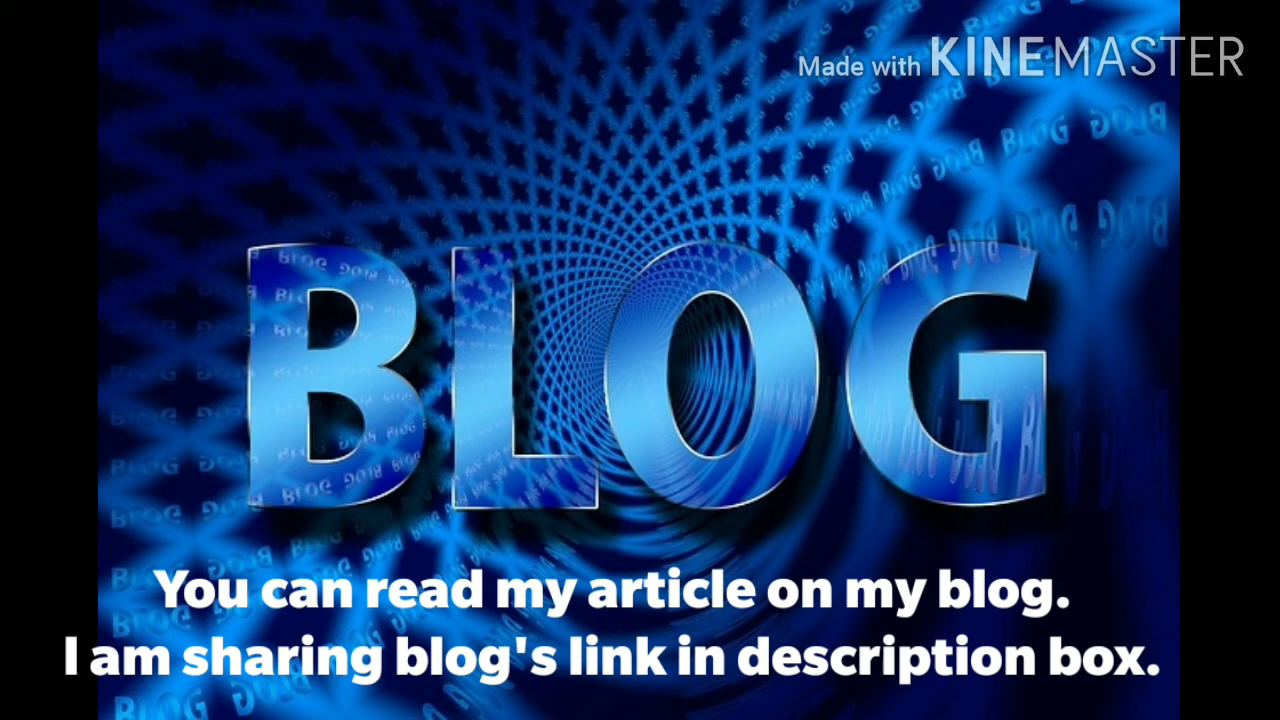 Made with KINEMASTER
BLOG
You can read my article on my blog.
I am sharing blog's link in description box.